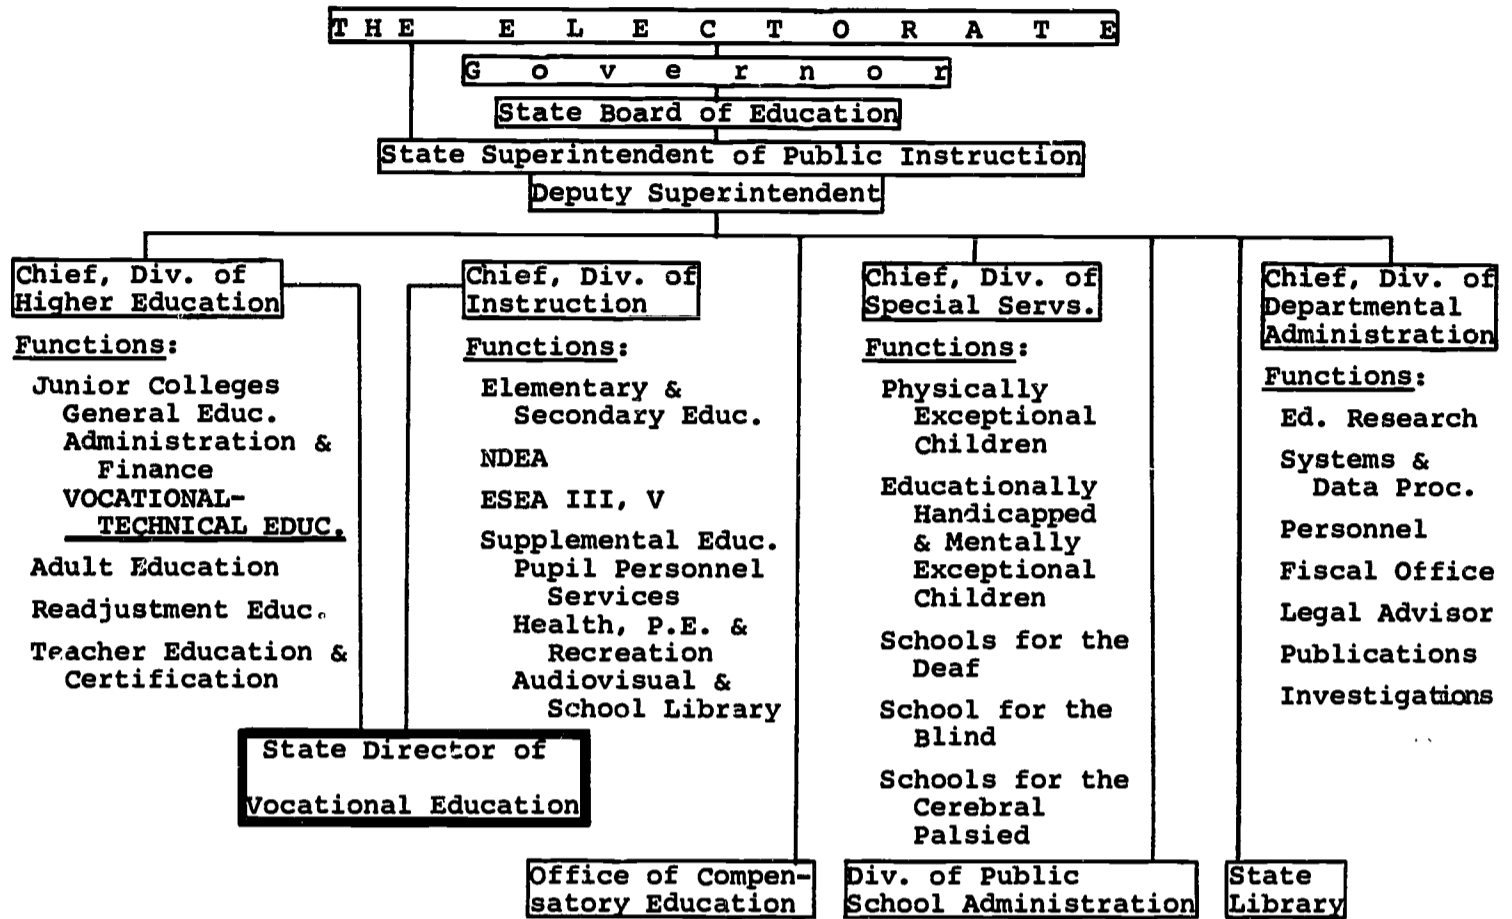 THE ELECTORATE
Governor
State Board of Education
State Superintendent of Public Instruction
Deputy Superintendent
Chief, Div. of
Higher Education
Functions:
Junior Colleges
General Educ.
Administration &
Finance
VOCATIONAL-
TECHNICAL EDUC.
Adult Education
Readjustment Educ.
Teacher Education &
Certification
Chief, Div. of
Instruction
Functions:
Elementary &
Secondary Educ.
NDEA
ESEA III, V
Supplemental Educ.
Pupil Personnel
Services
Health, P.E. &
Recreation
Audiovisual &
School Library
State Director of
Vocational Education
Chief, Div. of
Special Servs.
Functions:
Physically
Exceptional
Children
Educationally
Handicapped
& Mentally
Exceptional
Children
Schools for the
Deaf
School for the
Blind
Schools for the
Cerebral
Palsied
Chief, Div. of
Departmental
Administration
Functions:
Ed. Research
Systems &
Data Proc.
Personnel
Fiscal Office
Legal Advisor
Publications
Investigations
Office of Compen-
satory Education
Div. of Public
School Administration
State
Library